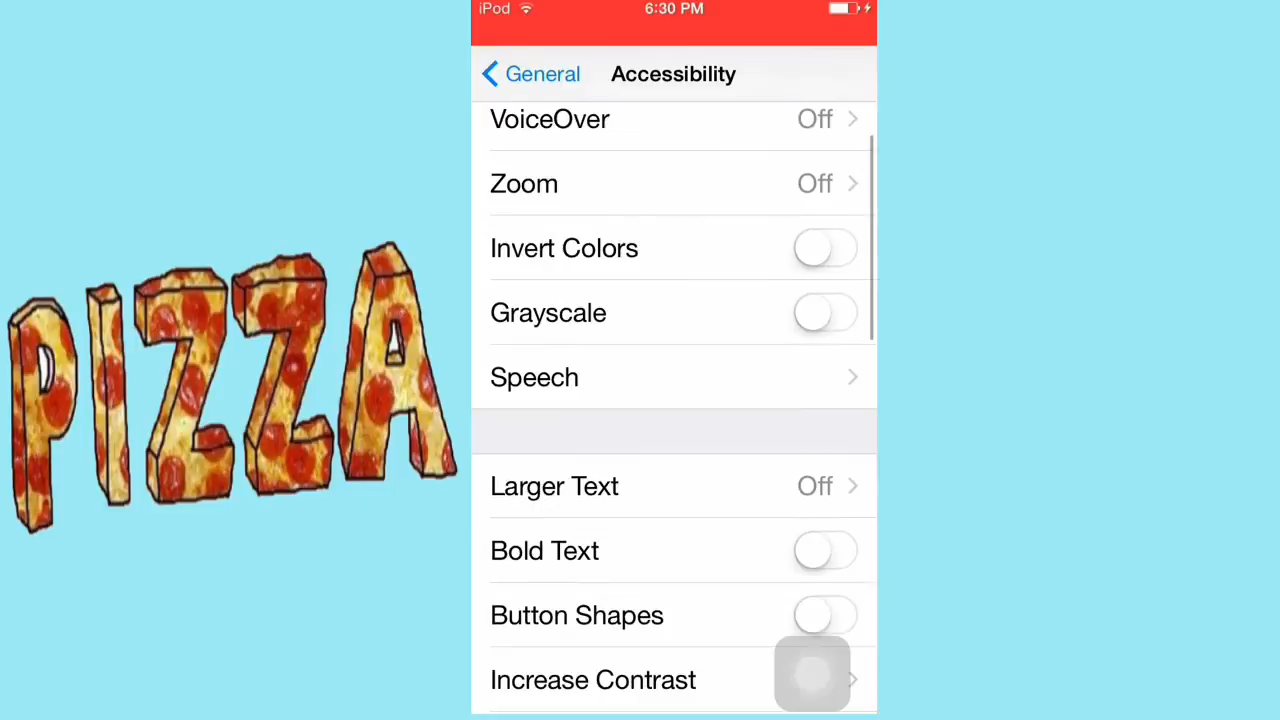 PIZZA
iPod 6:30 PM
General Accessibility
VoiceOver Off
Zoom Off
Invert Colors
Grayscale
Speech
Larger Text Off
Bold Text
Button Shapes
Increase Contrast